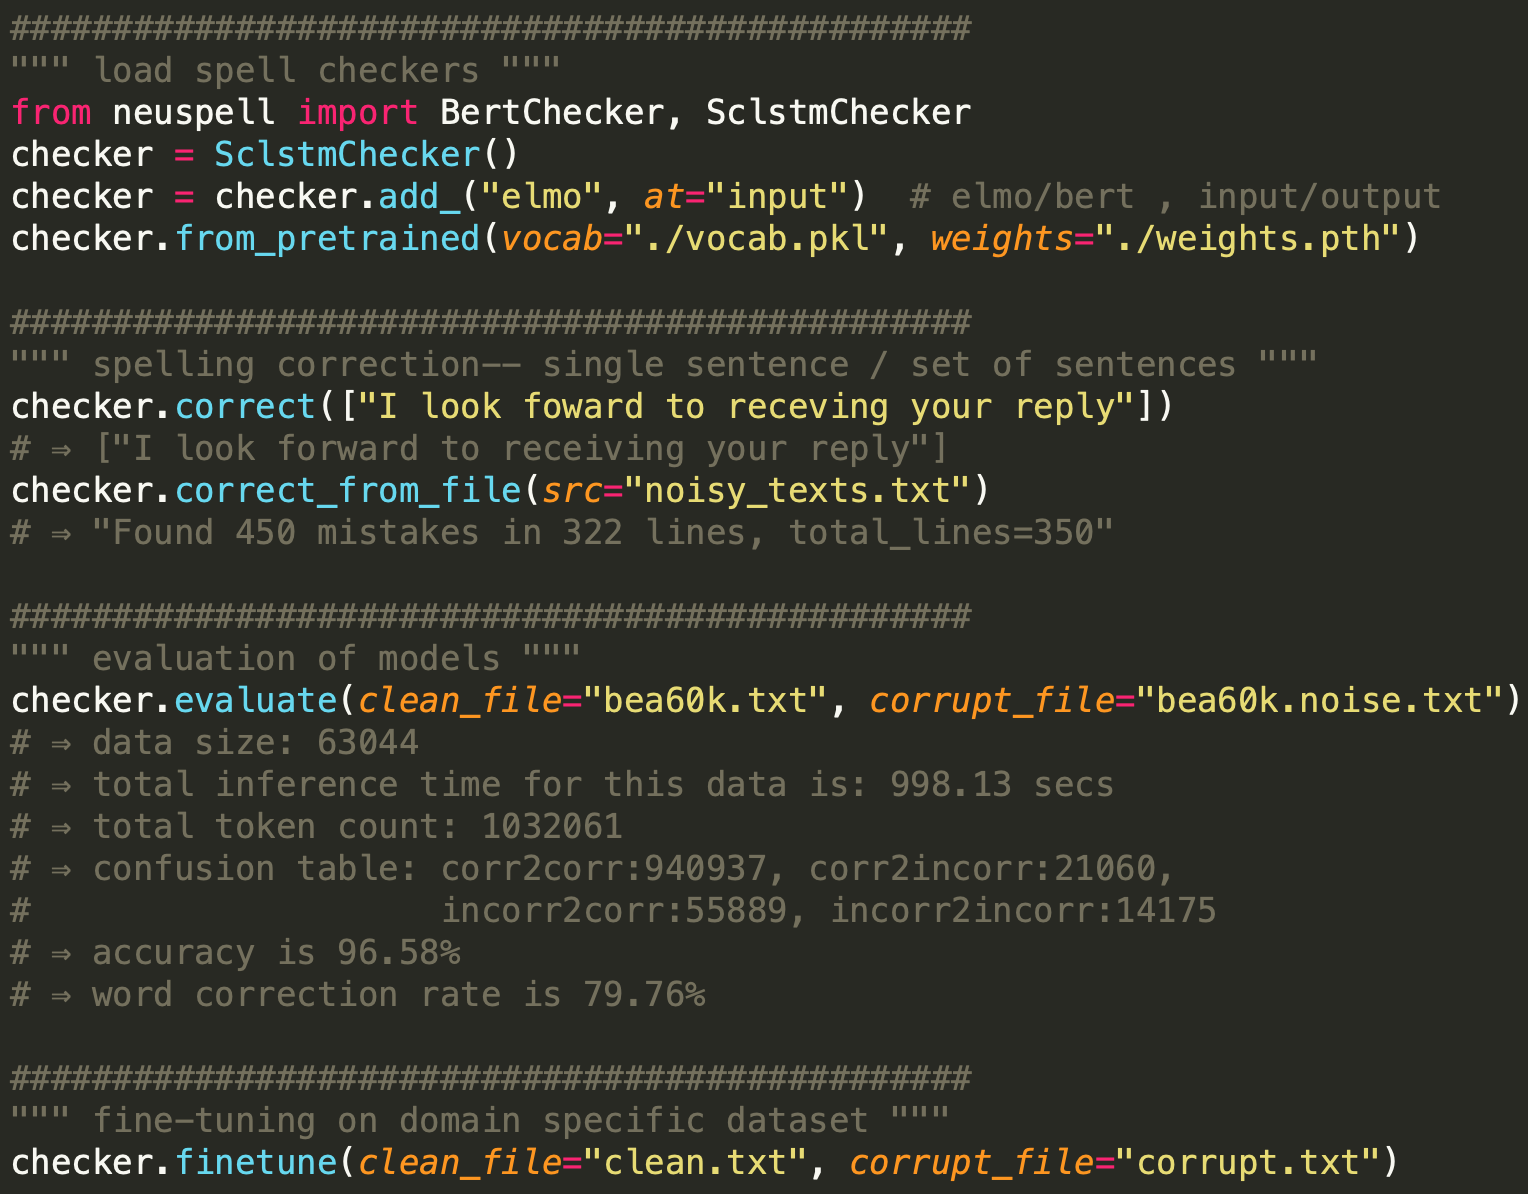 ###############################################
""" load spell checkers """
from neuspell import BertChecker, SclstmChecker
checker = SclstmChecker()
checker = checker.add_("elmo", at="input")  # elmo/bert , input/output
checker.from_pretrained(vocab="./vocab.pkl", weights="./weights.pth")

###############################################
""" spelling correction-- single sentence / set of sentences """
checker.correct(["I look foward to receving your reply"])
# ⇒ ["I look forward to receiving your reply"]
checker.correct_from_file(src="noisy_texts.txt")
# ⇒ "Found 450 mistakes in 322 lines, total_lines=350"

###############################################
""" evaluation of models """
checker.evaluate(clean_file="bea60k.txt", corrupt_file="bea60k.noise.txt")
# ⇒ data size: 63044
# ⇒ total inference time for this data is: 998.13 secs
# ⇒ total token count: 1032061
# ⇒ confusion table: corr2corr:940937, corr2incorr:21060,
#                    incorr2corr:55889, incorr2incorr:14175
# ⇒ accuracy is 96.58%
# ⇒ word correction rate is 79.76%

###############################################
""" fine-tuning on domain specific dataset """
checker.finetune(clean_file="clean.txt", corrupt_file="corrupt.txt")